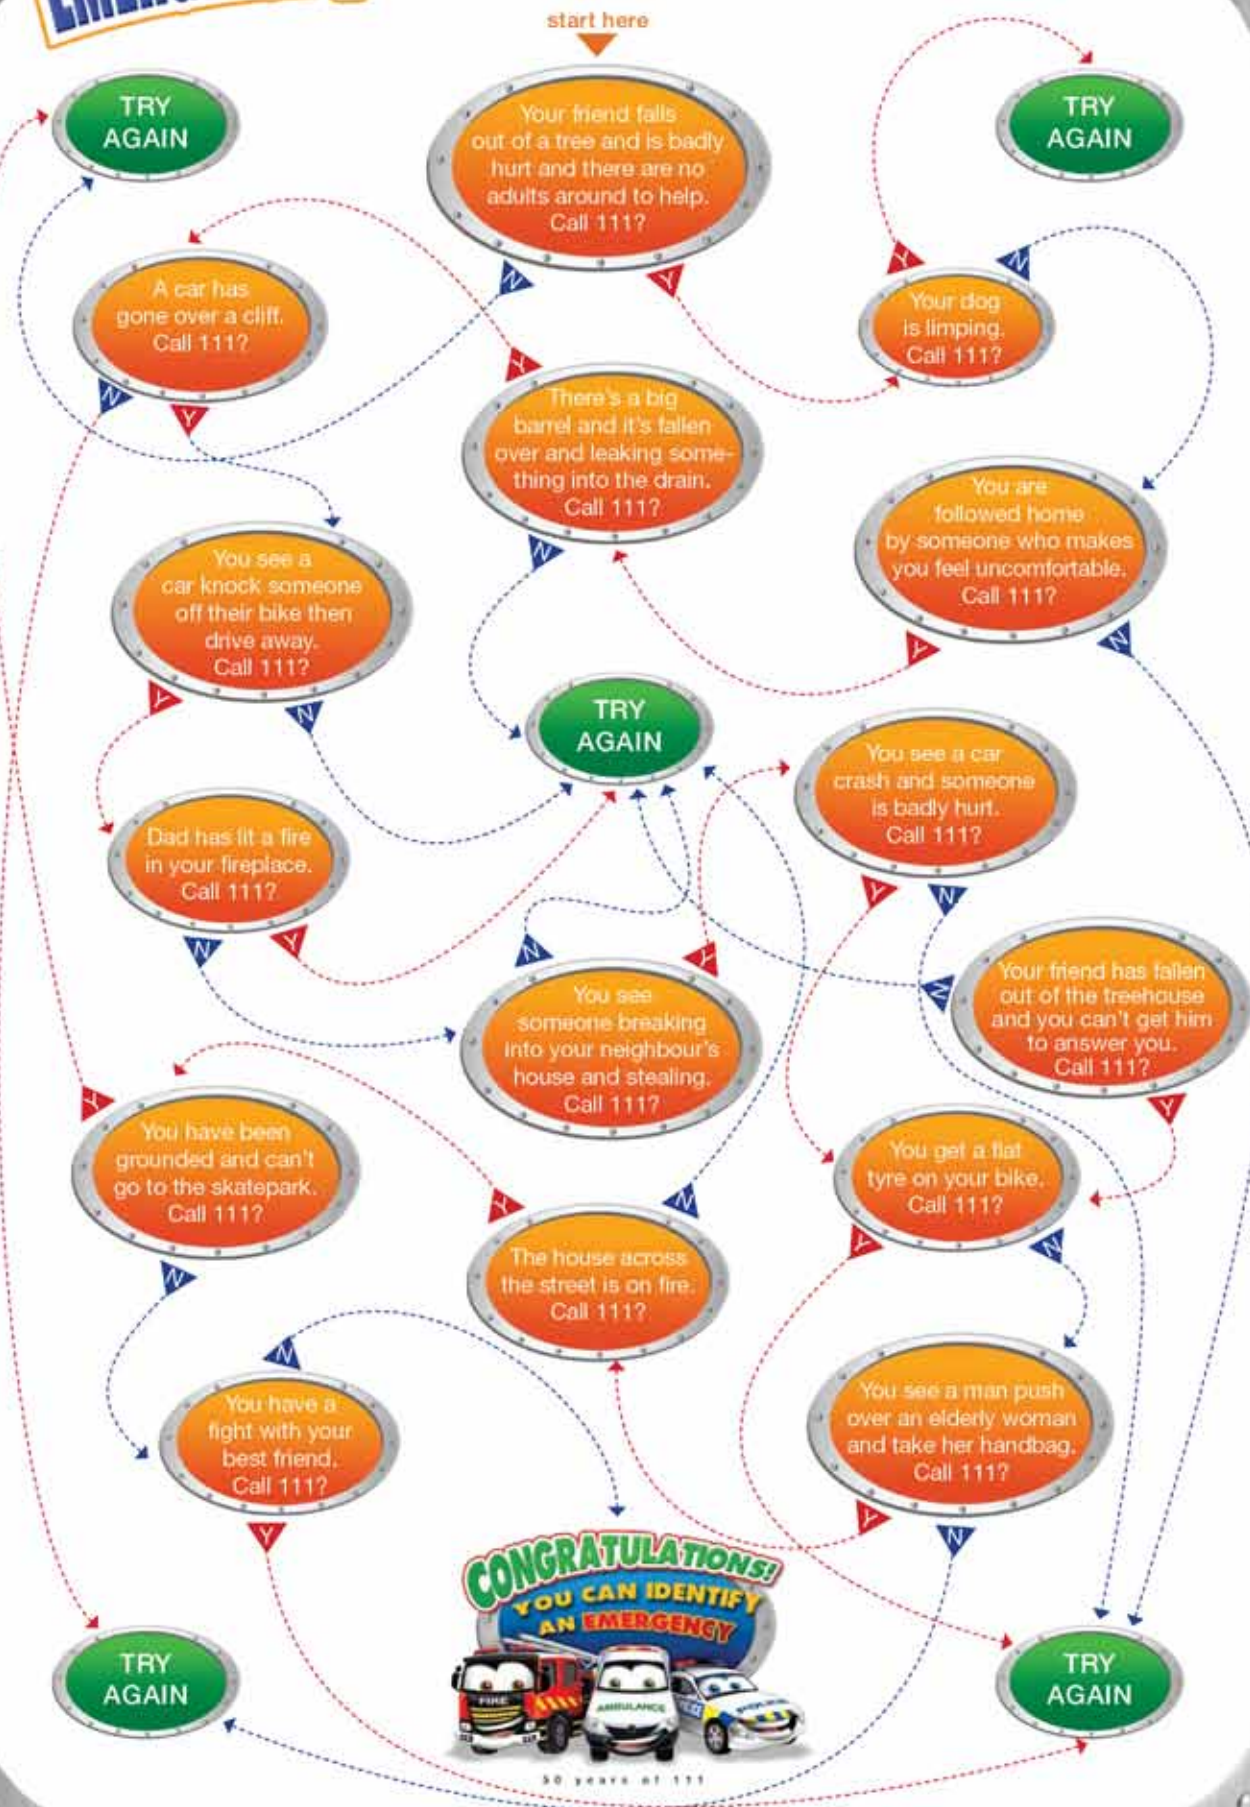 start here
TRY
AGAIN
Your friend falls
out of a tree and is badly
hurt and there are no
adults around to help.
Call 111?
N
Y
TRY
AGAIN
A car has
gone over a cliff.
Call 111?
N
Y
Y
N
Your dog
is limping.
Call 111?
Y
There's a big
barrel and it's fallen
over and leaking some-
thing into the drain.
Call 111?
N
You are
followed home
by someone who makes
you feel uncomfortable.
Call 111?
Y
N
You see a
car knock someone
off their bike then
drive away.
Call 111?
Y
N
TRY
AGAIN
You see a car
crash and someone
is badly hurt.
Call 111?
Y
N
Dad has lit a fire
in your fireplace.
Call 111?
N
Y
N
Y
You see
someone breaking
into your neighbour's
house and stealing.
Call 111?
N
Your friend has fallen
out of the treehouse
and you can't get him
to answer you.
Call 111?
Y
Y
You have been
grounded and can't
go to the skatepark.
Call 111?
N
Y
N
The house across
the street is on fire.
Call 111?
You get a flat
tyre on your bike.
Call 111?
Y
N
N
You have a
fight with your
best friend.
Call 111?
Y
You see a man push
over an elderly woman
and take her handbag.
Call 111?
Y
N
CONGRATULATIONS!
YOU CAN IDENTIFY
AN EMERGENCY
FIRE
AMBULANCE
POLICE
TRY
AGAIN
TRY
AGAIN
50 years of 111